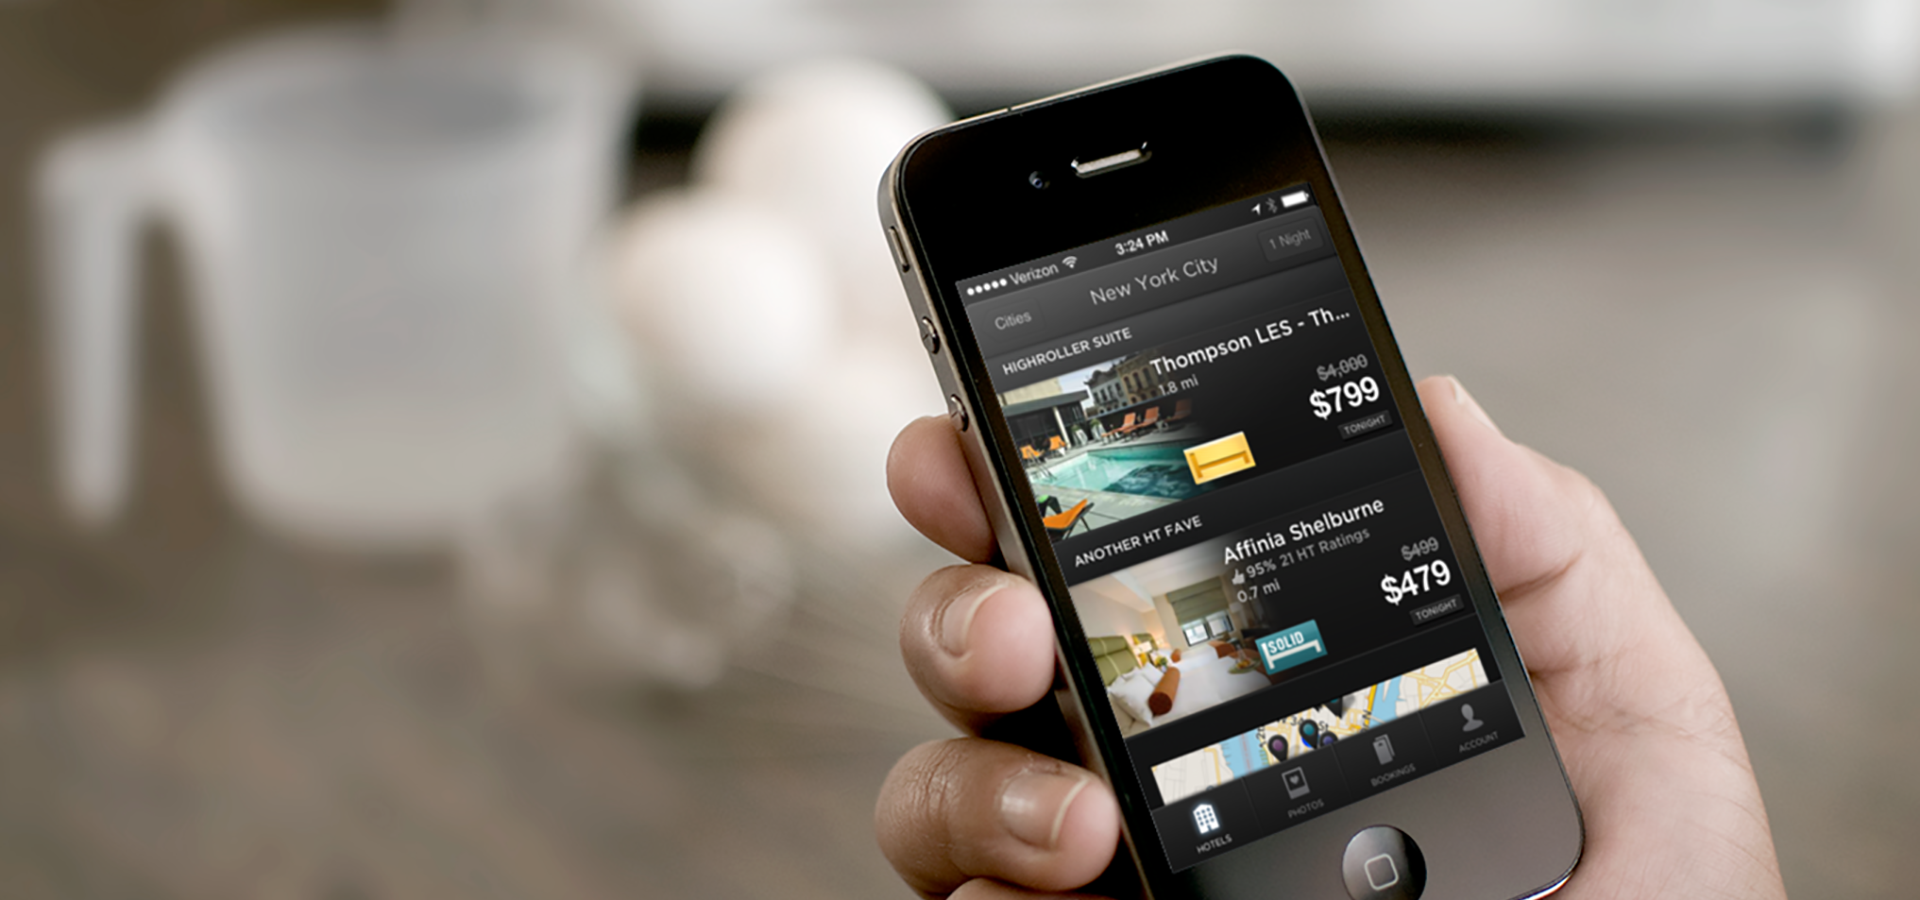 Verizon 3:24 PM
Cities New York City 1 Night
HIGHROLLER SUITE
Thompson LES - Th...
1.8 mi
$4,000
$799
TONIGHT
ANOTHER HT FAVE
Affinia Shelburne
95% 21 HT Ratings
0.7 mi
$499
$479
TONIGHT
SOLID
HOTELS PHOTOS BOOKINGS ACCOUNT